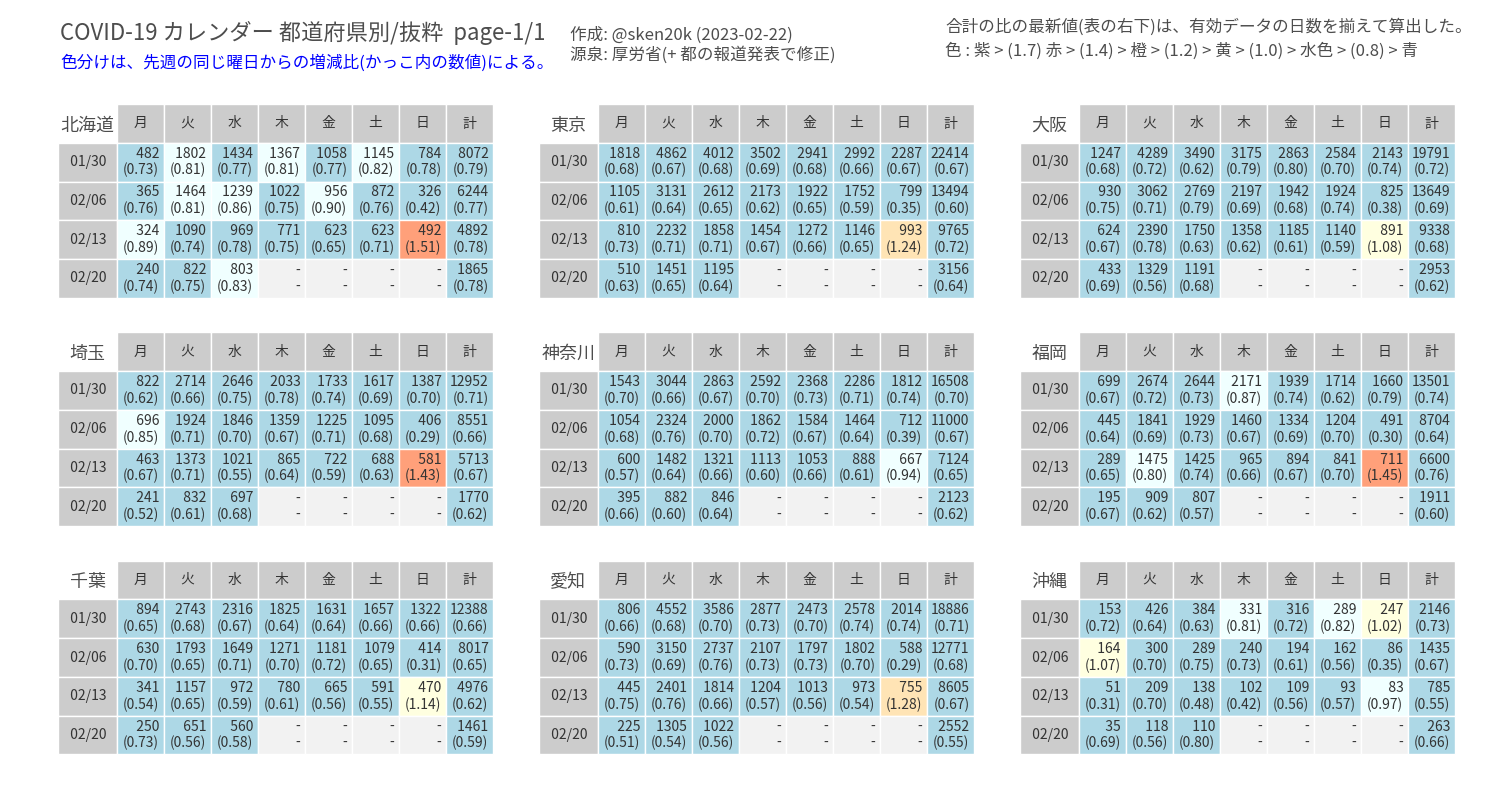 COVID-19 カレンダー 都道府県別/抜粋 page-1/1
色分けは、先週の同じ曜日からの増減比(かっこ内の数値)による。
作成: @sken20k (2023-02-22)
源泉: 厚労省(+ 都の報道発表で修正)
合計の比の最新値(表の右下)は、有効データの日数を揃えて算出した。
色 : 紫 > (1.7) 赤 > (1.4) 橙 > (1.2) > 黄 > (1.0) > 水色 > (0.8) > 青
北海道 月 火 水 木 金 土 日 計
01/30 482 1802 1434 1367 1058 1145 784 8072
(0.73) (0.81) (0.77) (0.81) (0.77) (0.82) (0.78) (0.79)
02/06 365 1464 1239 1022 956 872 326 6244
(0.76) (0.81) (0.86) (0.75) (0.90) (0.76) (0.42) (0.77)
02/13 324 1090 969 771 623 623 492 4892
(0.89) (0.74) (0.78) (0.75) (0.65) (0.71) (1.51) (0.78)
02/20 240 822 803 - - - - 1865
(0.74) (0.75) (0.83) - - - - (0.78)
東京 月 火 水 木 金 土 日 計
01/30 1818 4862 4012 3502 2941 2992 2287 22414
(0.68) (0.67) (0.68) (0.69) (0.68) (0.66) (0.67) (0.67)
02/06 1105 3131 2612 2173 1922 1752 799 13494
(0.61) (0.64) (0.65) (0.62) (0.65) (0.59) (0.35) (0.60)
02/13 810 2232 1858 1454 1272 1146 993 9765
(0.73) (0.71) (0.71) (0.67) (0.66) (0.65) (1.24) (0.72)
02/20 510 1451 1195 - - - - 3156
(0.63) (0.65) (0.64) - - - - (0.64)
大阪 月 火 水 木 金 土 日 計
01/30 1247 4289 3490 3175 2863 2584 2143 19791
(0.68) (0.72) (0.62) (0.79) (0.80) (0.70) (0.74) (0.72)
02/06 930 3062 2769 2197 1942 1924 825 13649
(0.75) (0.71) (0.79) (0.69) (0.68) (0.74) (0.38) (0.69)
02/13 624 2390 1750 1358 1185 1140 891 9338
(0.67) (0.78) (0.63) (0.62) (0.61) (0.59) (1.08) (0.68)
02/20 433 1329 1191 - - - - 2953
(0.69) (0.56) (0.68) - - - - (0.62)
埼玉 月 火 水 木 金 土 日 計
01/30 822 2714 2646 2033 1733 1617 1387 12952
(0.62) (0.66) (0.75) (0.78) (0.74) (0.69) (0.70) (0.71)
02/06 696 1924 1846 1359 1225 1095 406 8551
(0.85) (0.71) (0.70) (0.67) (0.71) (0.68) (0.29) (0.66)
02/13 463 1373 1021 865 722 688 581 5713
(0.67) (0.71) (0.55) (0.64) (0.59) (0.63) (1.43) (0.67)
02/20 241 832 697 - - - - 1770
(0.52) (0.61) (0.68) - - - - (0.62)
神奈川 月 火 水 木 金 土 日 計
01/30 1543 3044 2863 2592 2368 2286 1812 16508
(0.70) (0.66) (0.67) (0.70) (0.73) (0.71) (0.74) (0.70)
02/06 1054 2324 2000 1862 1584 1464 712 11000
(0.68) (0.76) (0.70) (0.72) (0.67) (0.64) (0.39) (0.67)
02/13 600 1482 1321 1113 1053 888 667 7124
(0.57) (0.64) (0.66) (0.60) (0.66) (0.61) (0.94) (0.65)
02/20 395 882 846 - - - - 2123
(0.66) (0.60) (0.64) - - - - (0.62)
福岡 月 火 水 木 金 土 日 計
01/30 699 2674 2644 2171 1939 1714 1660 13501
(0.67) (0.72) (0.73) (0.87) (0.74) (0.62) (0.79) (0.74)
02/06 445 1841 1929 1460 1334 1204 491 8704
(0.64) (0.69) (0.73) (0.67) (0.69) (0.70) (0.30) (0.64)
02/13 289 1475 1425 965 894 841 711 6600
(0.65) (0.80) (0.74) (0.66) (0.67) (0.70) (1.45) (0.76)
02/20 195 909 807 - - - - 1911
(0.67) (0.62) (0.57) - - - - (0.60)
千葉 月 火 水 木 金 土 日 計
01/30 894 2743 2316 1825 1631 1657 1322 12388
(0.65) (0.68) (0.67) (0.64) (0.64) (0.66) (0.66) (0.66)
02/06 630 1793 1649 1271 1181 1079 414 8017
(0.70) (0.65) (0.71) (0.70) (0.72) (0.65) (0.31) (0.65)
02/13 341 1157 972 780 665 591 470 4976
(0.54) (0.65) (0.59) (0.61) (0.56) (0.55) (1.14) (0.62)
02/20 250 651 560 - - - - 1461
(0.73) (0.56) (0.58) - - - - (0.59)
愛知 月 火 水 木 金 土 日 計
01/30 806 4552 3586 2877 2473 2578 2014 18886
(0.66) (0.68) (0.70) (0.73) (0.70) (0.74) (0.74) (0.71)
02/06 590 3150 2737 2107 1797 1802 588 12771
(0.73) (0.69) (0.76) (0.73) (0.73) (0.70) (0.29) (0.68)
02/13 445 2401 1814 1204 1013 973 755 8605
(0.75) (0.76) (0.66) (0.57) (0.56) (0.54) (1.28) (0.67)
02/20 225 1305 1022 - - - - 2552
(0.51) (0.54) (0.56) - - - - (0.55)
沖縄 月 火 水 木 金 土 日 計
01/30 153 426 384 331 316 289 247 2146
(0.72) (0.64) (0.63) (0.81) (0.72) (0.82) (1.02) (0.73)
02/06 164 300 289 240 194 162 86 1435
(1.07) (0.70) (0.75) (0.73) (0.61) (0.56) (0.35) (0.67)
02/13 51 209 138 102 109 93 83 785
(0.31) (0.70) (0.48) (0.42) (0.56) (0.57) (0.97) (0.55)
02/20 35 118 110 - - - - 263
(0.69) (0.56) (0.80) - - - - (0.66)